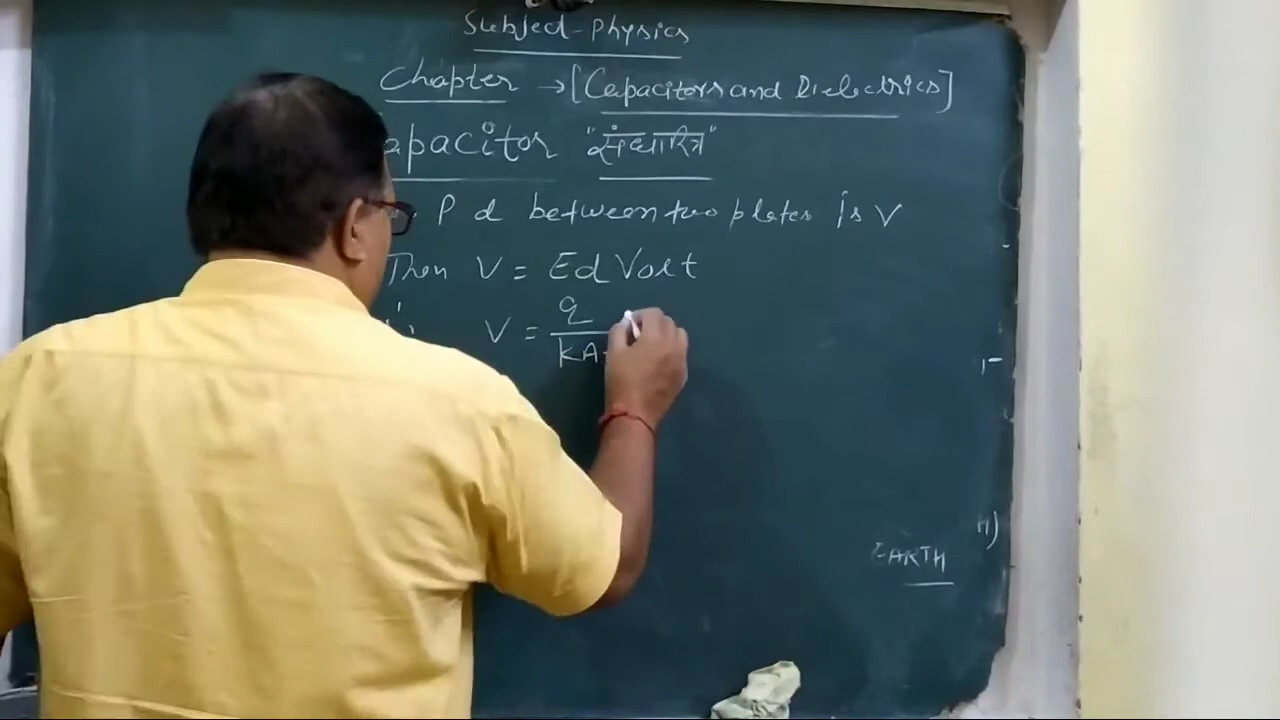 Subject-Physics
Chapter →[Capacitors and Dielectrics]
apacitor "संधारित्र"
P d between two plates is V
Then V = Ed Volt
V = q
KA
EARTH